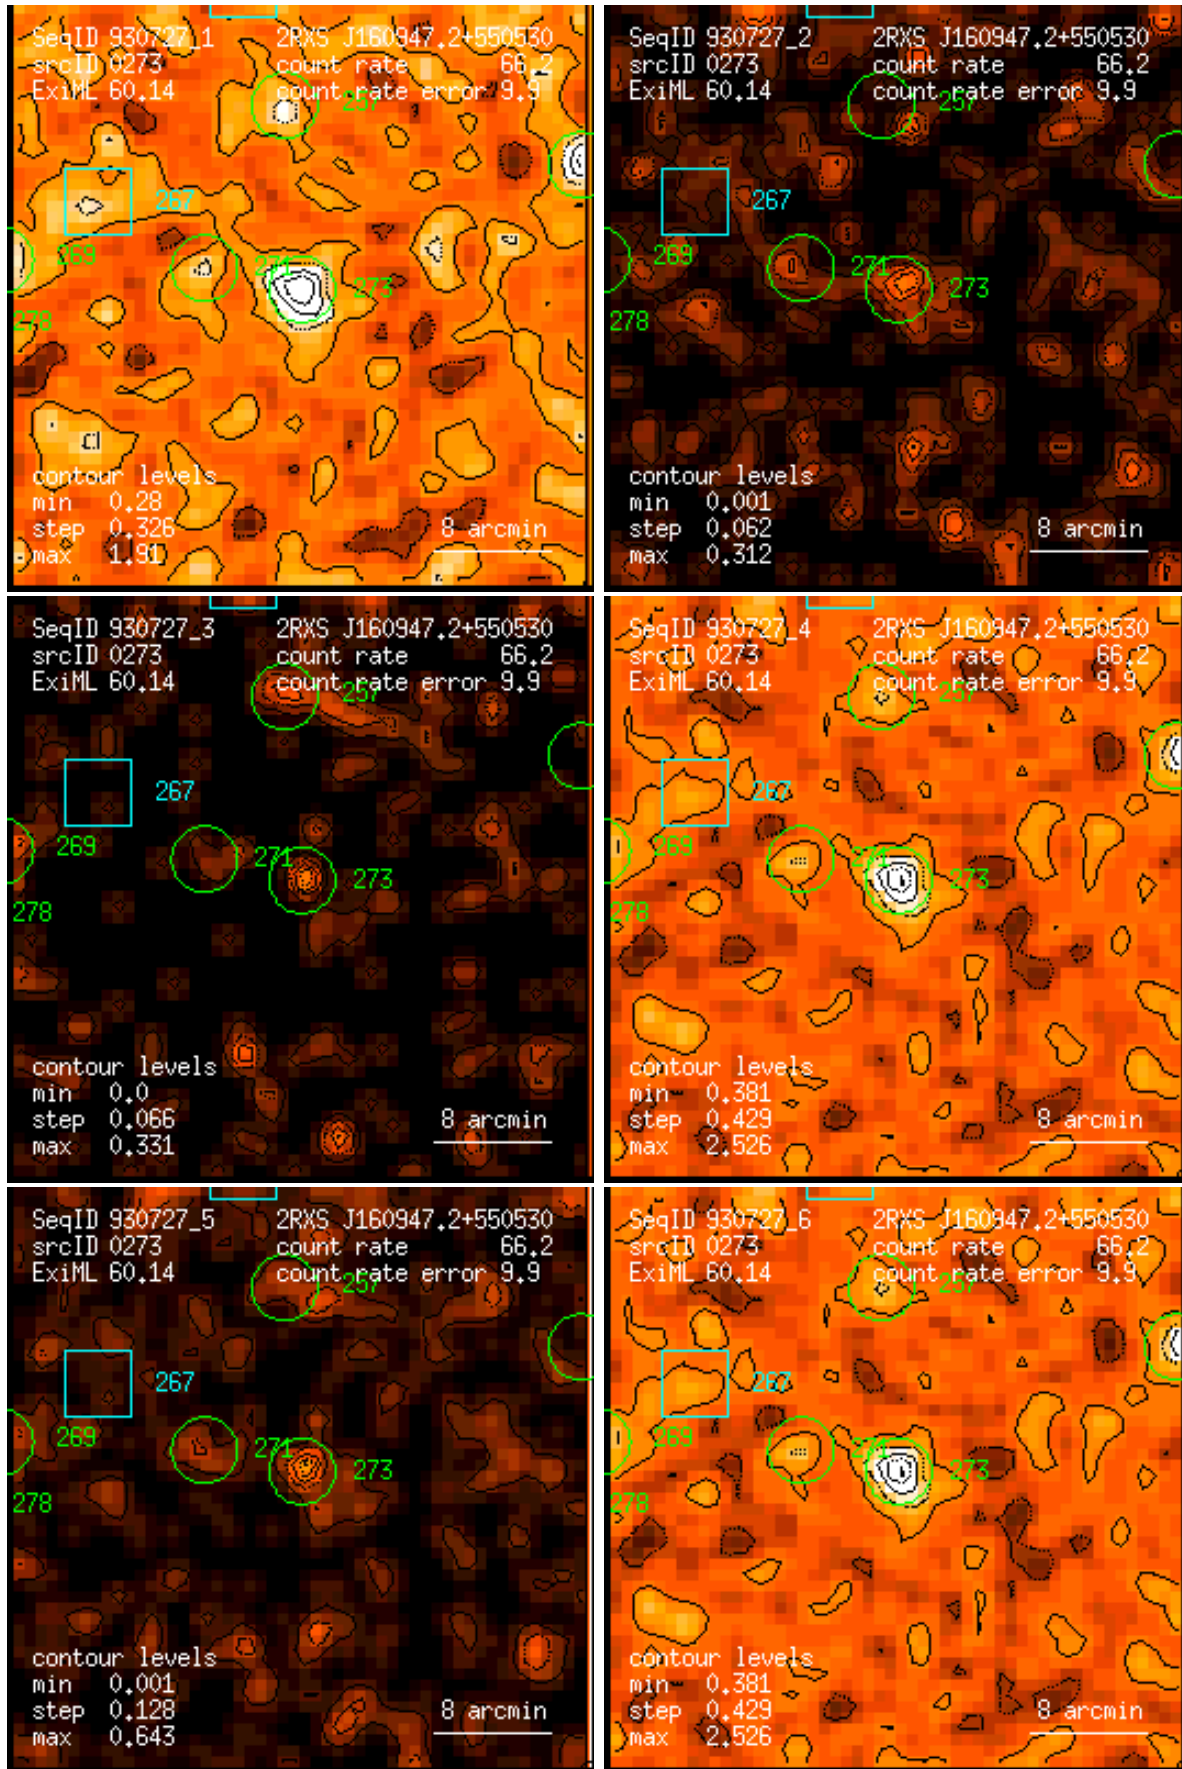 SeqID 930727_1 2RXS J160947.2+550530
srcID 0273 count rate 66.2
ExiML 60.14 count rate error 9.9
257
267
269 271
273
278
contour levels
min 0.28
step 0.326 8 arcmin
max 1.91
SeqID 930727_2 2RXS J160947.2+550530
srcID 0273 count rate 66.2
ExiML 60.14 count rate error 9.9
257
267
269 271
273
278
contour levels
min 0.001
step 0.062 8 arcmin
max 0.312
SeqID 930727_3 2RXS J160947.2+550530
srcID 0273 count rate 66.2
ExiML 60.14 count rate error 9.9
257
267
269 271
273
278
contour levels
min 0.0
step 0.066 8 arcmin
max 0.331
SeqID 930727_4 2RXS J160947.2+550530
srcID 0273 count rate 66.2
ExiML 60.14 count rate error 9.9
257
267
269 271
273
278
contour levels
min 0.381
step 0.429 8 arcmin
max 2.526
SeqID 930727_5 2RXS J160947.2+550530
srcID 0273 count rate 66.2
ExiML 60.14 count rate error 9.9
257
267
269 271
273
278
contour levels
min 0.001
step 0.128 8 arcmin
max 0.643
SeqID 930727_6 2RXS J160947.2+550530
srcID 0273 count rate 66.2
ExiML 60.14 count rate error 9.9
257
267
269 271
273
278
contour levels
min 0.381
step 0.429 8 arcmin
max 2.526